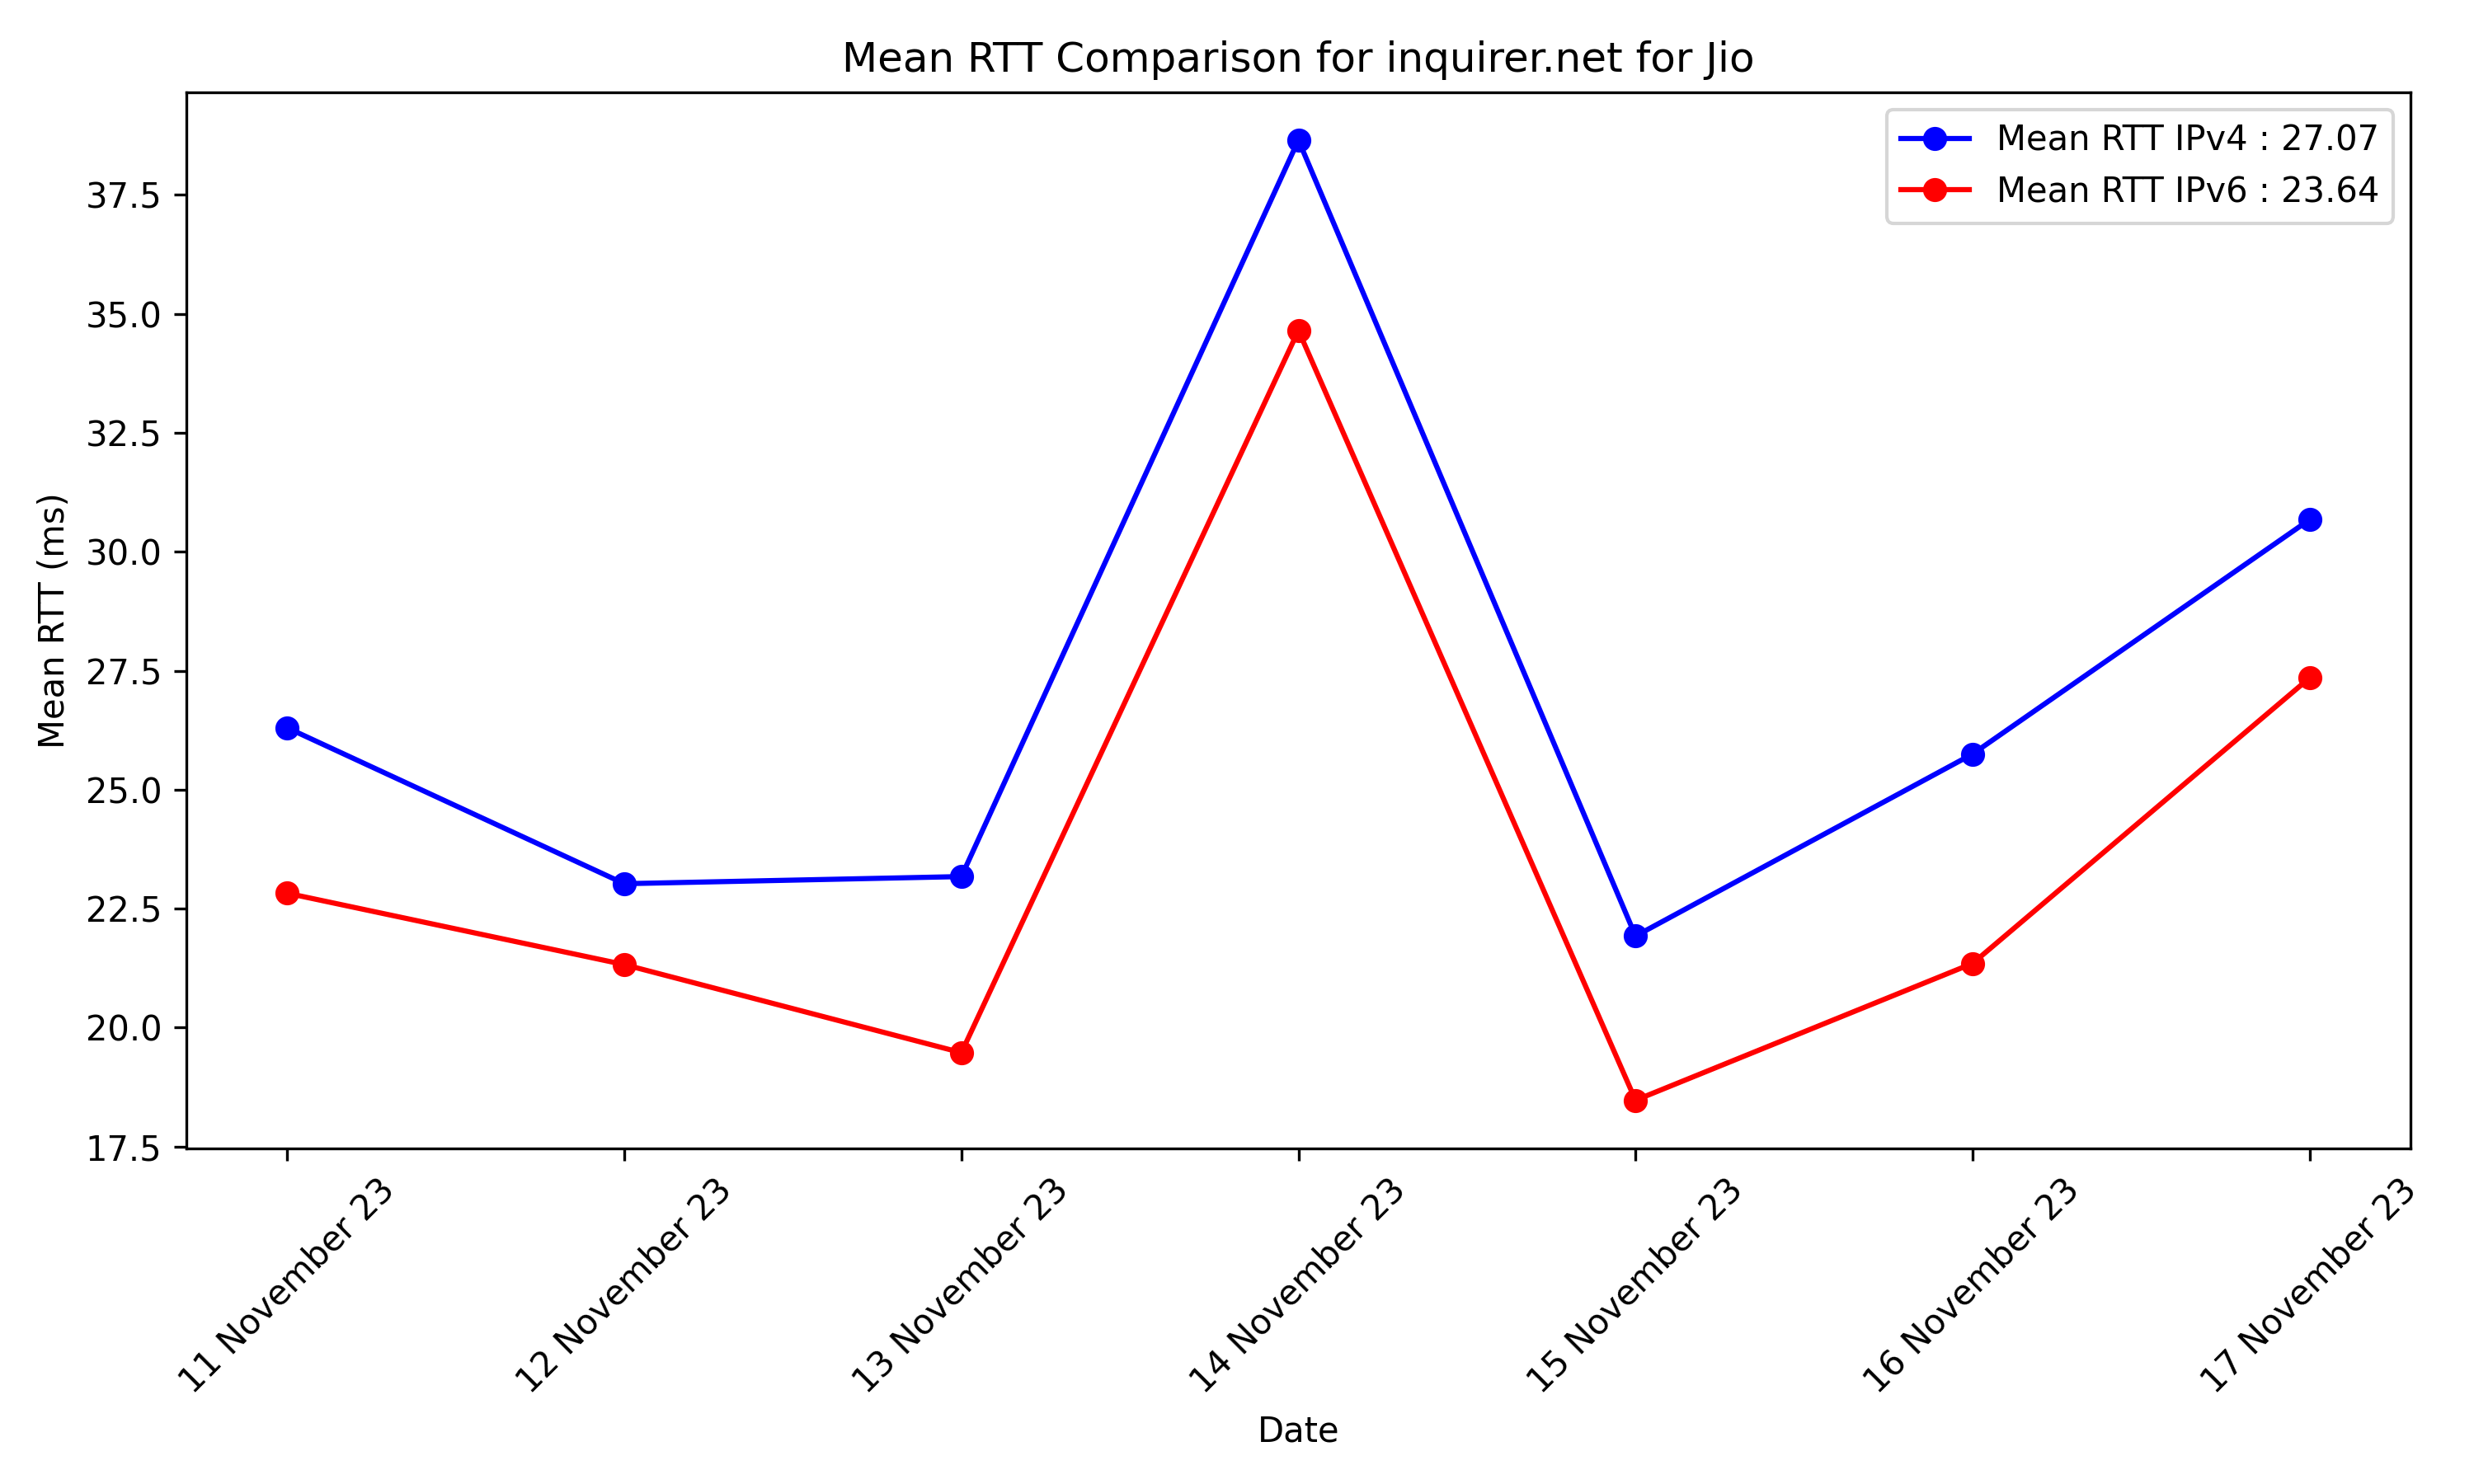 Mean RTT Comparison for inquirer.net for Jio
Mean RTT IPv4 : 27.07
Mean RTT IPv6 : 23.64
Mean RTT (ms)
37.5
35.0
32.5
30.0
27.5
25.0
22.5
20.0
17.5
11 November 23
12 November 23
13 November 23
14 November 23
15 November 23
16 November 23
17 November 23
Date